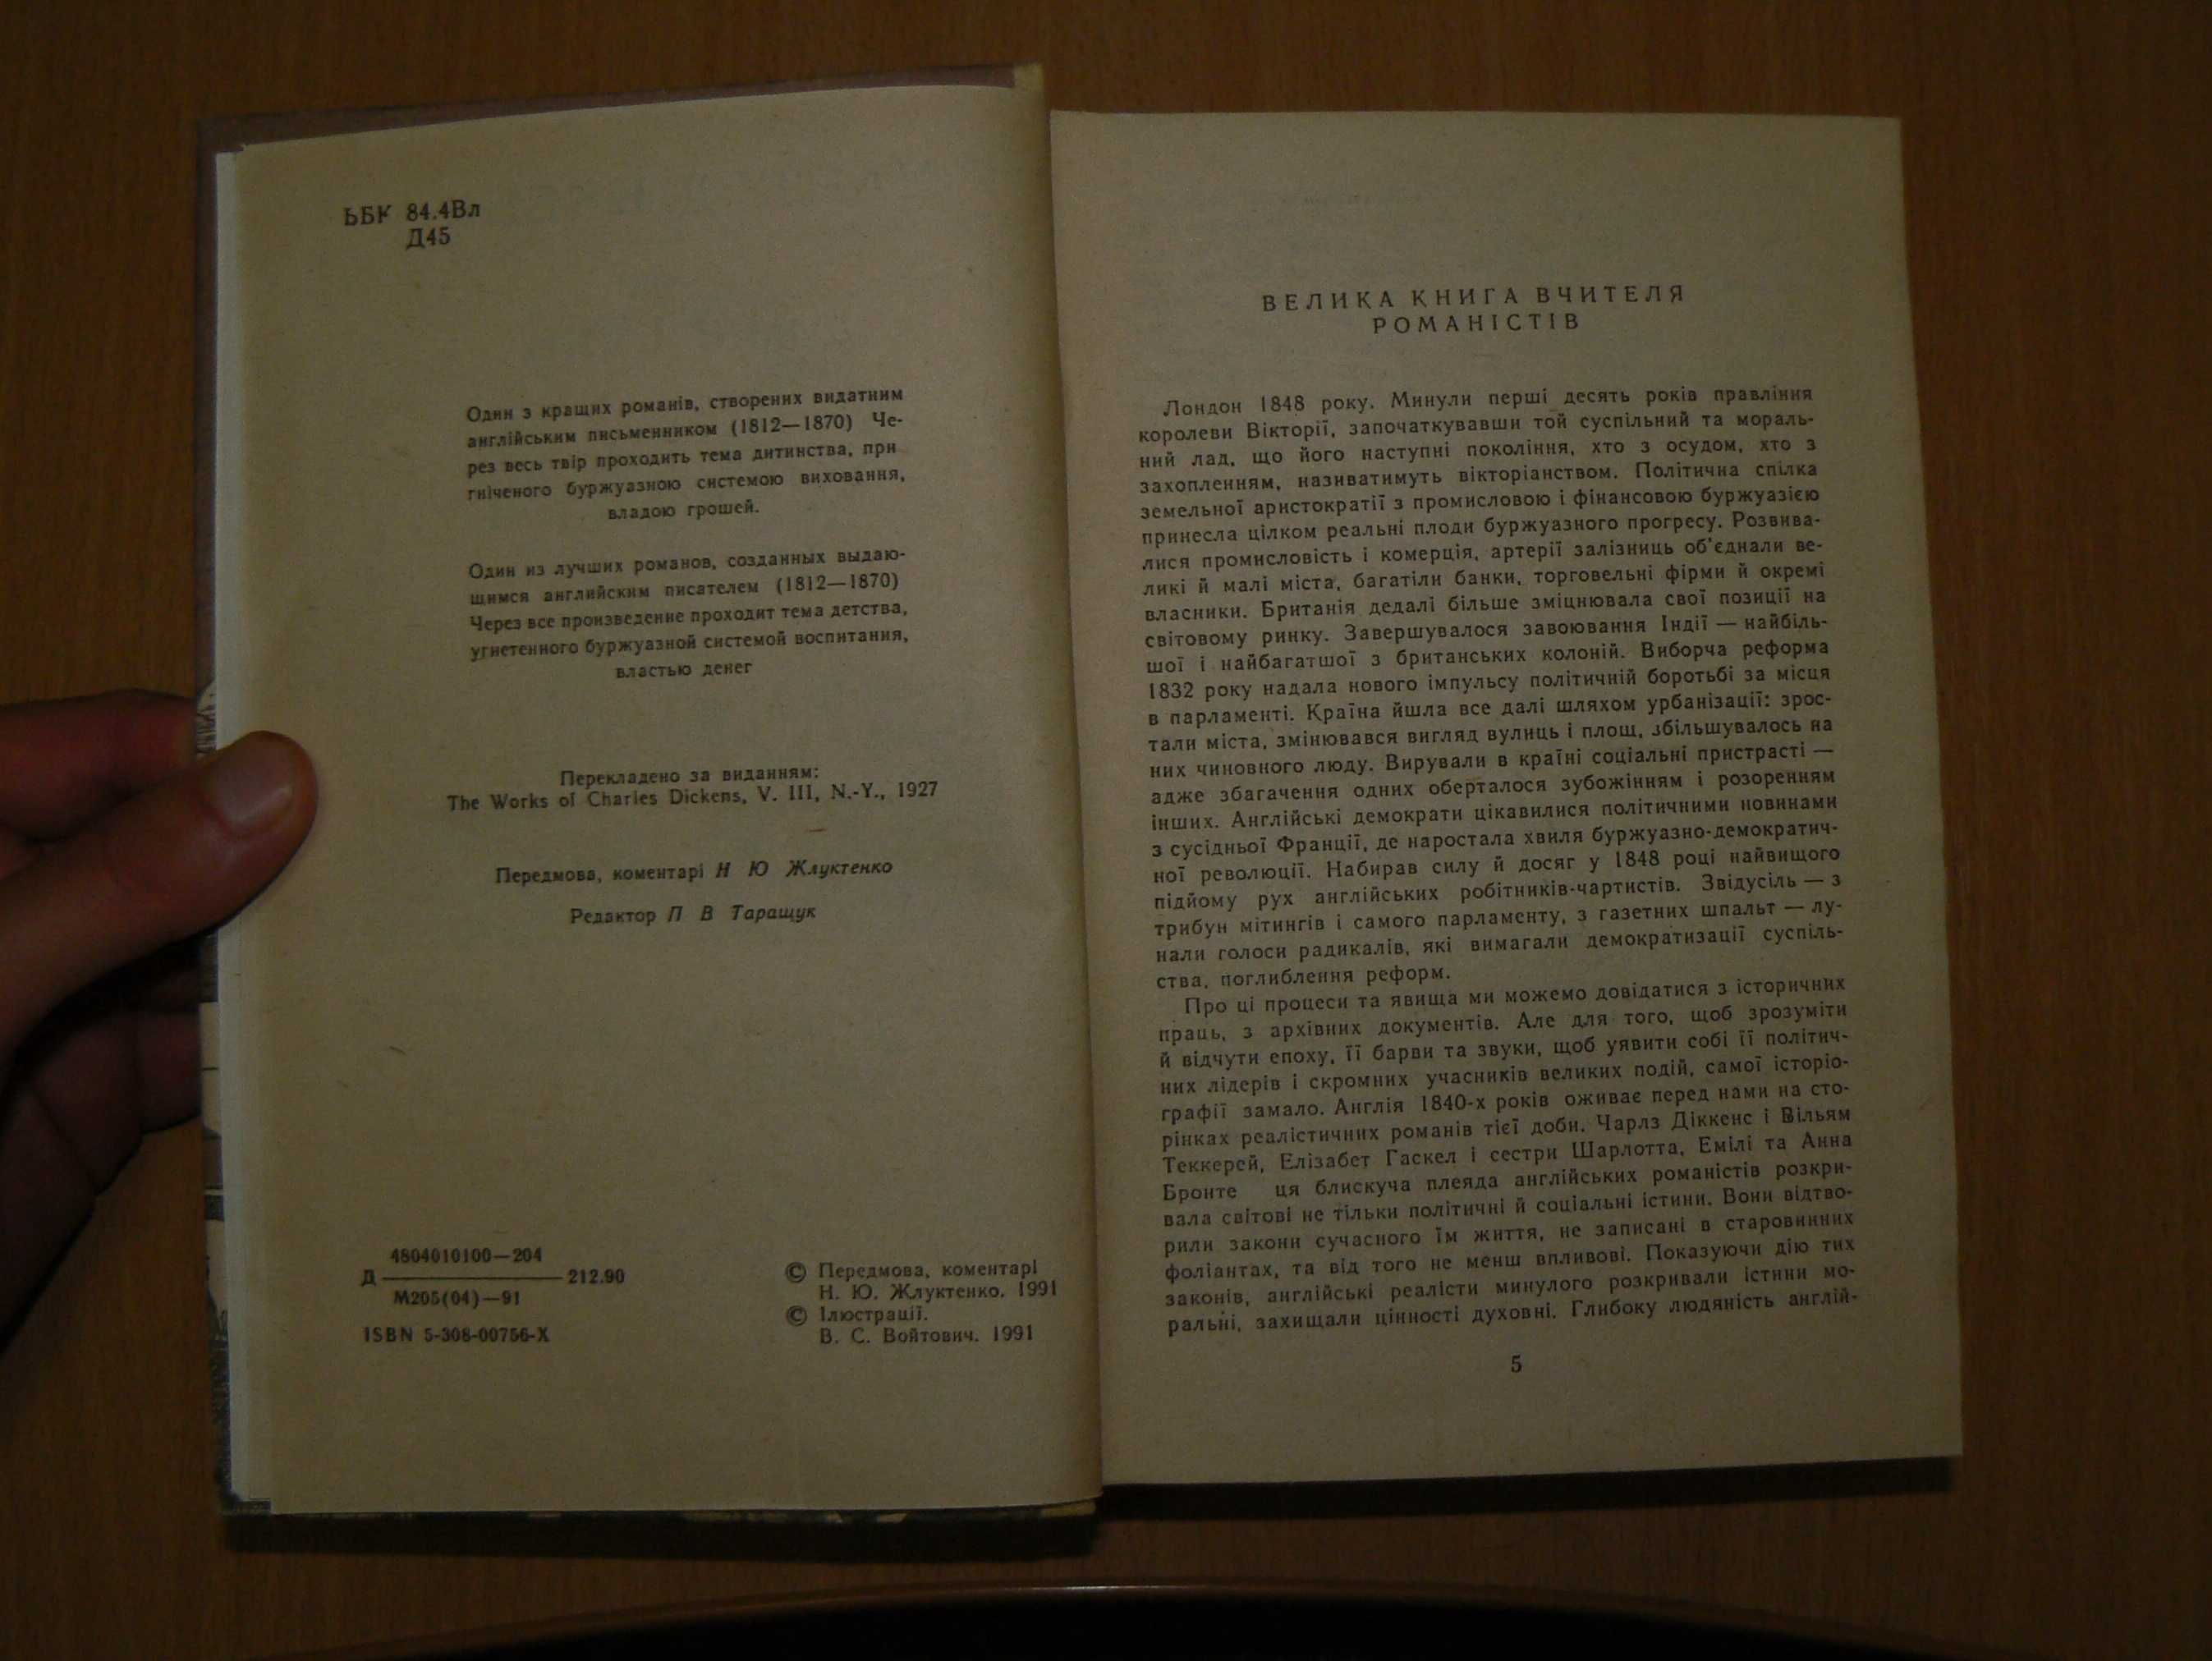 ББК 84.4Вл
Д45
Один з кращих романів, створених видатним
англійським письменником (1812—1870) Че-
рез весь твір проходить тема дитинства, при
гніченого буржуазною системою виховання,
владою грошей.
Один из лучших романов, созданных выдаю-
щимся английским писателем (1812—1870)
Через все произведение проходит тема детства,
угнетенного буржуазной системой воспитания,
властью денег
Перекладено за виданням:
The Works of Charles Dickens, V. III, N.-Y., 1927
Передмова, коментарі Н Ю Жлуктенко
Редактор П В Таращук
4804010100—204
Д 212.90
М205(04)—91
ISBN 5-308-00756-X
© Передмова, коментарі
Н. Ю. Жлуктенко. 1991
© Ілюстрації.
В. С. Войтович. 1991
ВЕЛИКА КНИГА ВЧИТЕЛЯ
РОМАНІСТІВ
Лондон 1848 року. Минули перші десять років правління
королеви Вікторії, започаткувавши той суспільний та мораль-
ний лад, що його наступні покоління, хто з осудом, хто з
захопленням, називатимуть вікторіанством. Політична спілка
земельної аристократії з промисловою і фінансовою буржуазією
принесла цілком реальні плоди буржуазного прогресу. Розвива-
лися промисловість і комерція, артерії залізниць об'єднали ве-
ликі й малі міста, багатіли банки, торговельні фірми й окремі
власники. Британія дедалі більше зміцнювала свої позиції на
світовому ринку. Завершувалося завоювання Індії — найбіль-
шої і найбагатшої з британських колоній. Виборча реформа
1832 року надала нового імпульсу політичній боротьбі за місця
в парламенті. Країна йшла все далі шляхом урбанізації: зрос-
тали міста, змінювався вигляд вулиць і площ, збільшувалось на
них чиновного люду. Вирували в країні соціальні пристрасті —
адже збагачення одних оберталося зубожінням і розоренням
інших. Англійські демократи цікавилися політичними новинами
з сусідньої Франції, де наростала хвиля буржуазно-демократич-
ної революції. Набирав силу й досяг у 1848 році найвищого
підйому рух англійських робітників-чартистів. Звідусіль — з
трибун мітингів і самого парламенту, з газетних шпальт — лу-
нали голоси радикалів, які вимагали демократизації суспіль-
ства, поглиблення реформ.
Про ці процеси та явища ми можемо довідатися з історичних
праць, з архівних документів. Але для того, щоб зрозуміти
й відчути епоху, її барви та звуки, щоб уявити собі її політич-
них лідерів і скромних учасників великих подій, самої історіо-
графії замало. Англія 1840-х років оживає перед нами на сто-
рінках реалістичних романів тієї доби. Чарлз Діккенс і Вільям
Теккерей, Елізабет Гаскел і сестри Шарлотта, Емілі та Анна
Бронте ця блискуча плеяда англійських романістів розкри-
вала світові не тільки політичні й соціальні істини. Вони відтво-
рили закони сучасного їм життя, не записані в старовинних
фоліантах, та від того не менш впливові. Показуючи дію тих
законів, англійські реалісти минулого розкривали істини мо-
ральні, захищали цінності духовні. Глибоку людяність англій-
5